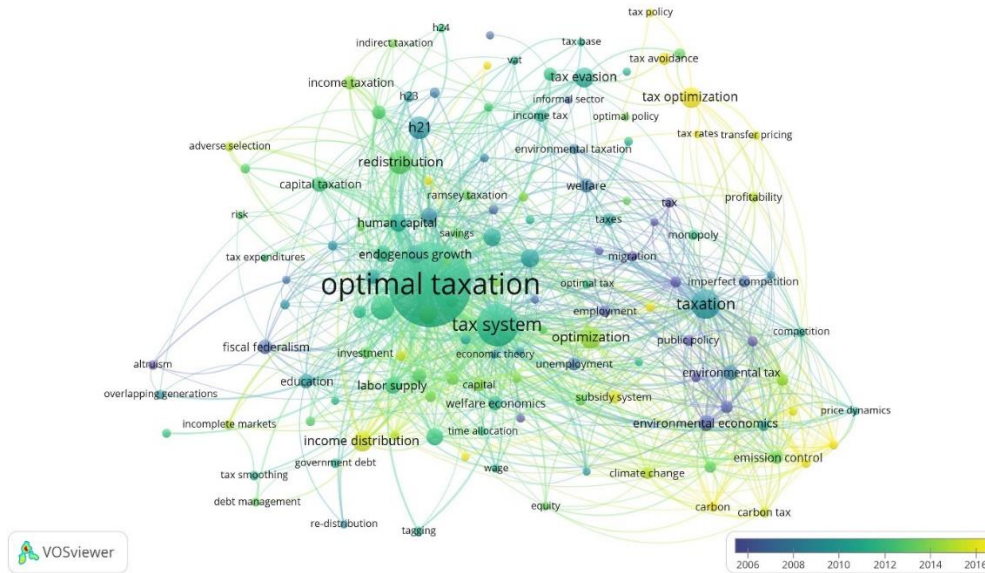 tax policy
h24
indirect taxation
tax base
vat
tax avoidance
income taxation
tax evasion
h23
informal sector
tax optimization
h21
income tax
optimal policy
tax rates
transfer pricing
adverse selection
environmental taxation
redistribution
capital taxation
welfare
ramsey taxation
profitability
tax
risk
human capital
savings
taxes
monopoly
tax expenditures
endogenous growth
migration
optimal taxation
optimal tax
imperfect competition
taxation
employment
tax system
optimization
competition
fiscal federalism
public policy
investment
economic theory
altruism
unemployment
education
labor supply
capital
environmental tax
overlapping generations
welfare economics
subsidy system
price dynamics
incomplete markets
environmental economics
income distribution
time allocation
government debt
wage
emission control
tax smoothing
climate change
debt management
equity
carbon
carbon tax
re-distribution
tagging
VOSviewer
2006 2008 2010 2012 2014 2016